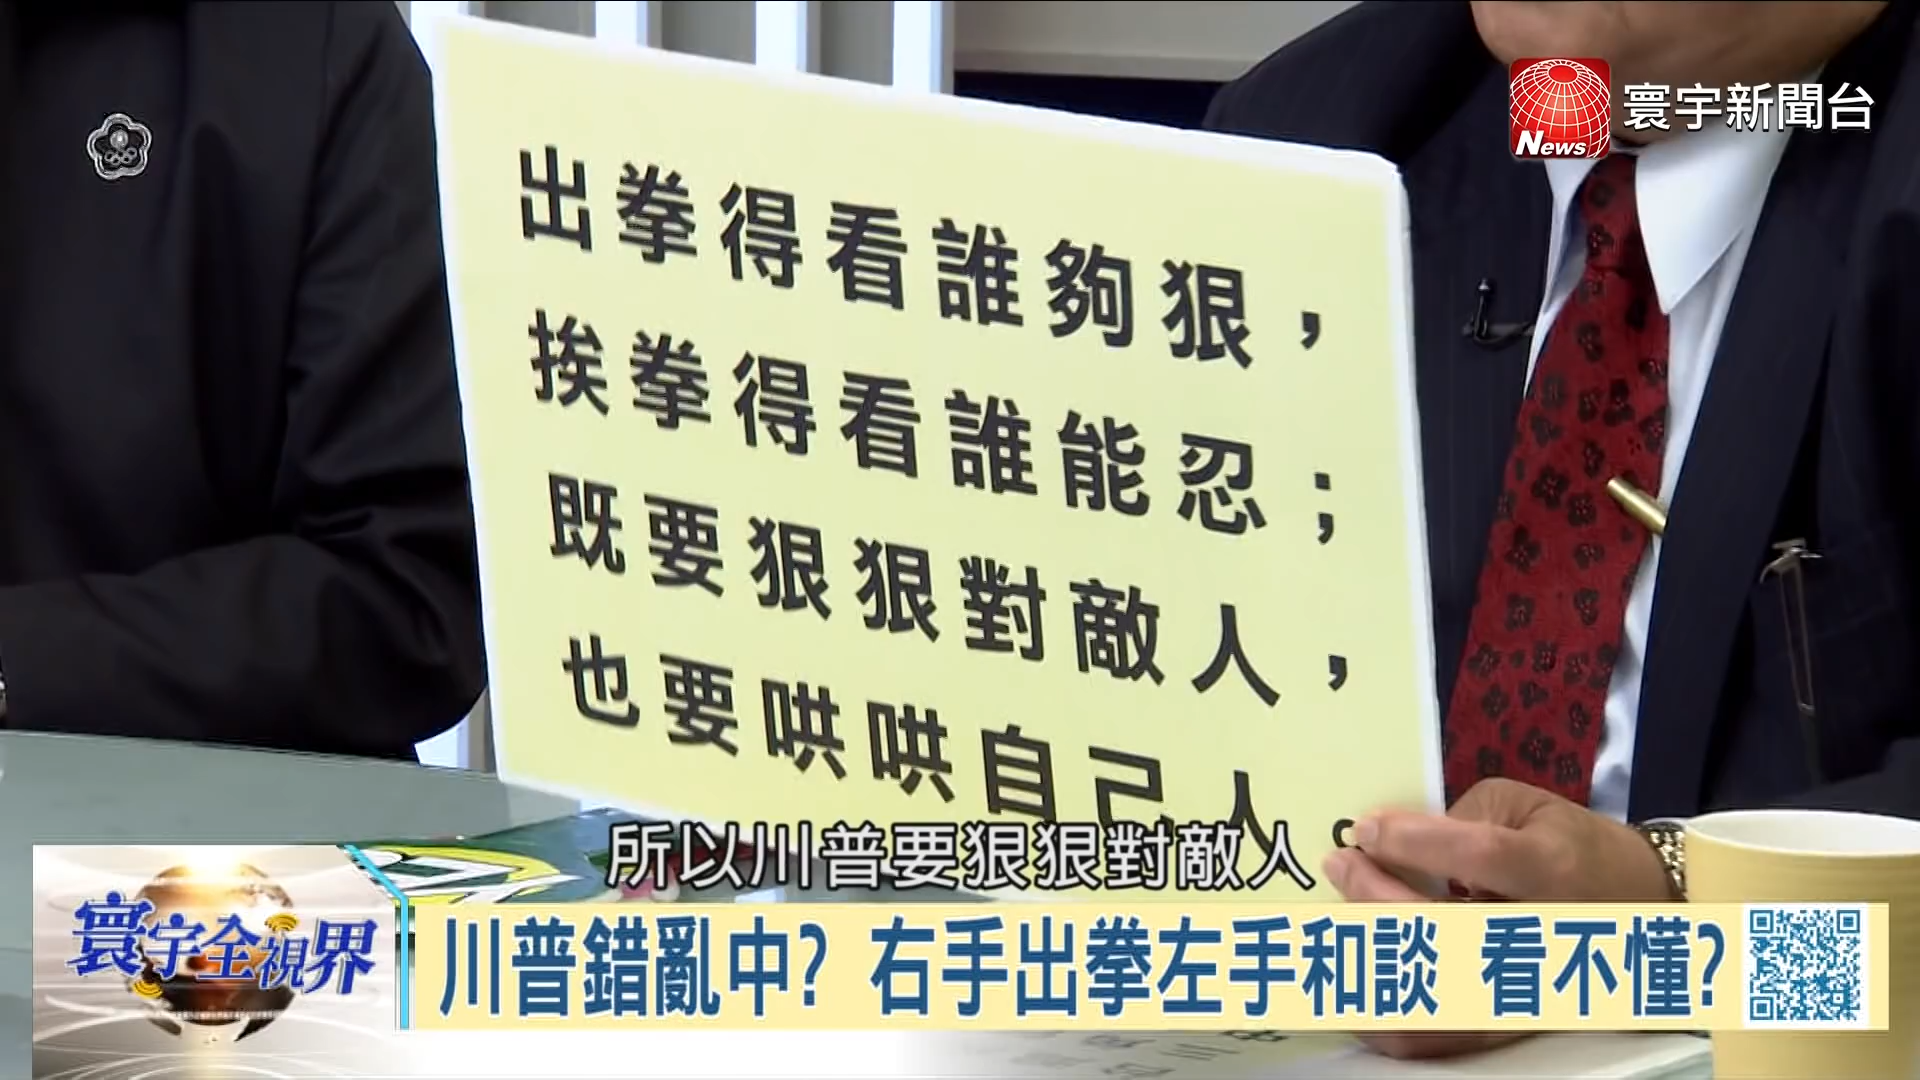 News
寰宇新聞台
出拳得看誰夠狠，
挨拳得看誰能忍；
既要狠狠對敵人，
也要哄哄自己人。
所以川普要狠狠對敵人
寰宇全視界
川普錯亂中? 右手出拳左手和談 看不懂?